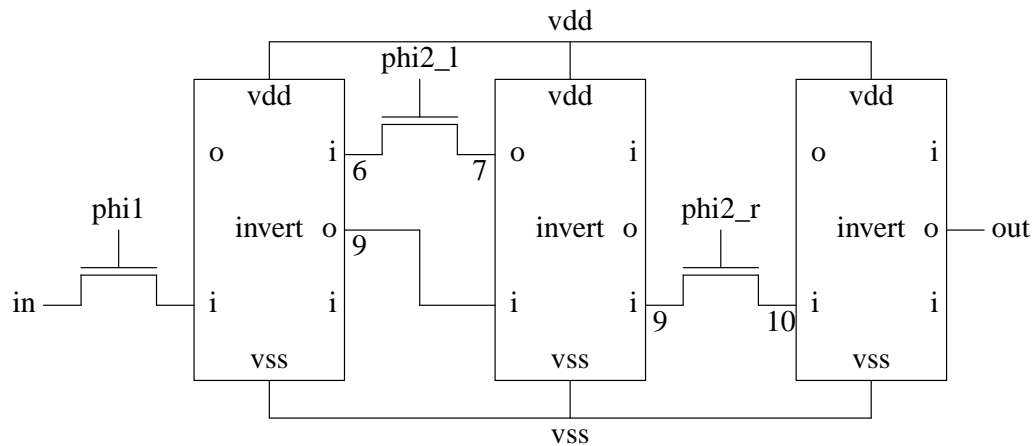 vdd
phi2_l
vdd vdd vdd
o i o i o i
6 7
phi1 invert o invert o phi2_r invert o out
9
in i i i i i i
9 10
vss vss vss
vss